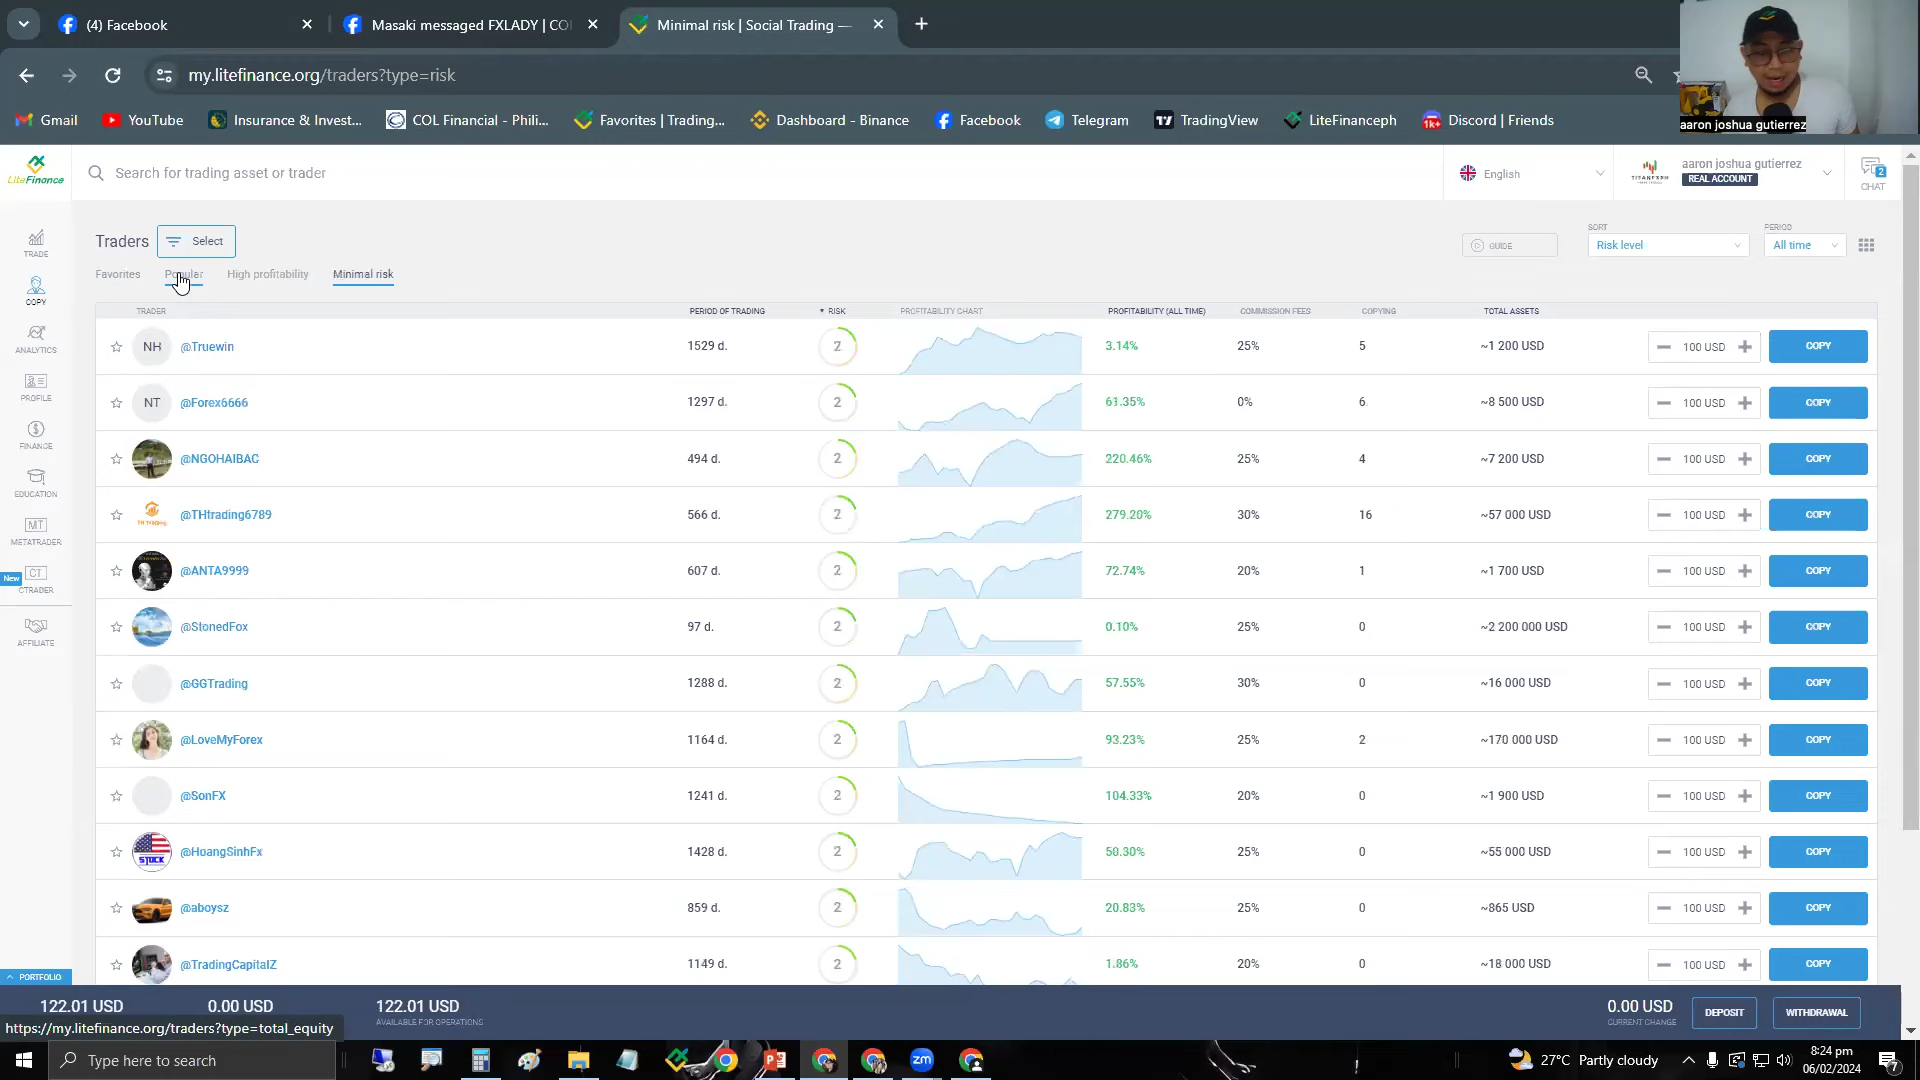 (4) Facebook
Masaki messaged FXLADY | CO
Minimal risk | Social Trading —
my.litefinance.org/traders?type=risk
Gmail
YouTube
Insurance & Invest...
COL Financial - Phili...
Favorites | Trading...
Dashboard - Binance
Facebook
Telegram
TradingView
LiteFinanceph
Discord | Friends
aaron joshua gutierrez
LiteFinance
Search for trading asset or trader
English
aaron joshua gutierrez
REAL ACCOUNT
2
CHAT
TRADE
COPY
ANALYTICS
PROFILE
FINANCE
EDUCATION
MT
METATRADER
New
CT
CTRADER
AFFILIATE
Traders
Select
GUIDE
SORT
Risk level
PERIOD
All time
Favorites
Popular
High profitability
Minimal risk
TRADER PERIOD OF TRADING RISK PROFITABILITY CHART PROFITABILITY (ALL TIME) COMMISSION FEES COPYING TOTAL ASSETS
NH @Truewin 1529 d. 2 3.14% 25% 5 ~1 200 USD 100 USD COPY
NT @Forex6666 1297 d. 2 61.35% 0% 6 ~8 500 USD 100 USD COPY
@NGOHAIBAC 494 d. 2 220.46% 25% 4 ~7 200 USD 100 USD COPY
@THtrading6789 566 d. 2 279.20% 30% 16 ~57 000 USD 100 USD COPY
@ANTA9999 607 d. 2 72.74% 20% 1 ~1 700 USD 100 USD COPY
@StonedFox 97 d. 2 0.10% 25% 0 ~2 200 000 USD 100 USD COPY
@GGTrading 1288 d. 2 57.55% 30% 0 ~16 000 USD 100 USD COPY
@LoveMyForex 1164 d. 2 93.23% 25% 2 ~170 000 USD 100 USD COPY
@SonFX 1241 d. 2 104.33% 20% 0 ~1 900 USD 100 USD COPY
STOCK @HoangSinhFx 1428 d. 2 50.30% 25% 0 ~55 000 USD 100 USD COPY
@aboysz 859 d. 2 20.83% 25% 0 ~865 USD 100 USD COPY
@TradingCapitalZ 1149 d. 2 1.86% 20% 0 ~18 000 USD 100 USD COPY
PORTFOLIO
122.01 USD
0.00 USD
122.01 USD
AVAILABLE FOR OPERATIONS
0.00 USD
CURRENT CHANGE
DEPOSIT
WITHDRAWAL
https://my.litefinance.org/traders?type=total_equity
Type here to search
zm
27°C Partly cloudy
8:24 pm
06/02/2024
7